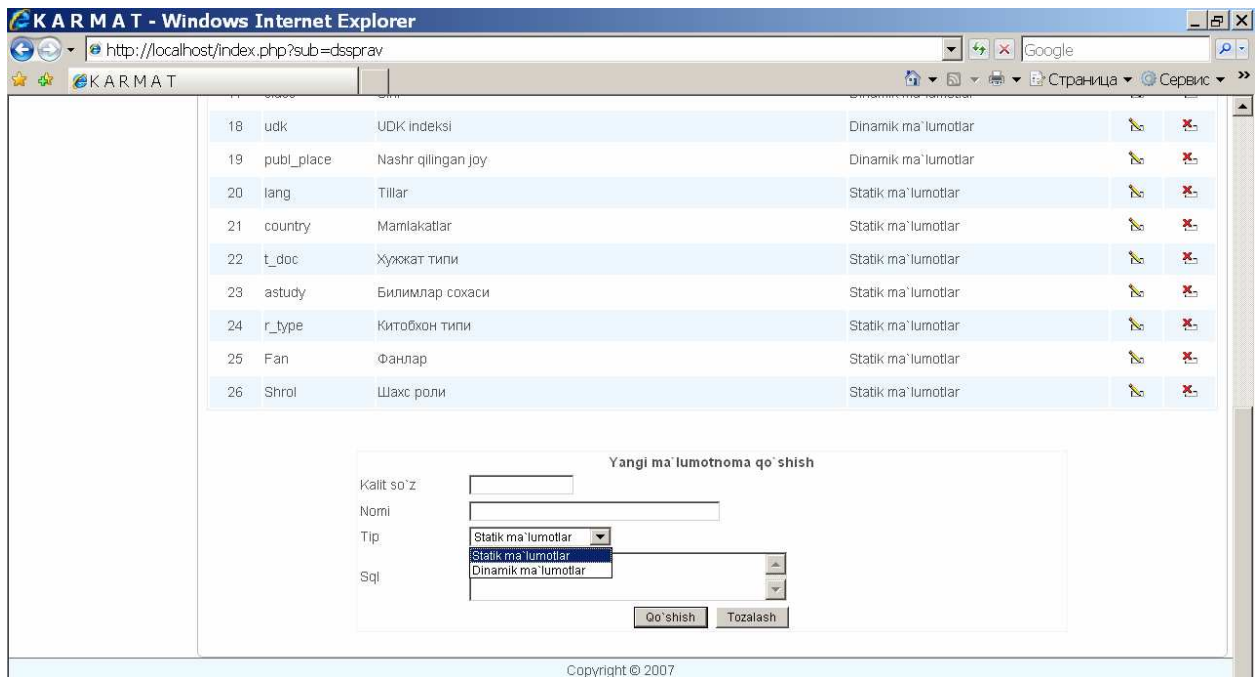 K A R M A T - Windows Internet Explorer
http://localhost/index.php?sub=dssprav
Google
K A R M A T
Страница
Сервис
»
18 udk UDK indeksi Dinamik ma`lumotlar
19 publ_place Nashr qilingan joy Dinamik ma`lumotlar
20 lang Tillar Statik ma`lumotlar
21 country Mamlakatlar Statik ma`lumotlar
22 t_doc Хужжат типи Statik ma`lumotlar
23 astudy Билимлар сохаси Statik ma`lumotlar
24 r_type Китобхон типи Statik ma`lumotlar
25 Fan Фанлар Statik ma`lumotlar
26 Shrol Шахс роли Statik ma`lumotlar
Yangi ma`lumotnoma qo`shish
Kalit so`z
Nomi
Tip Statik ma`lumotlar
Statik ma`lumotlar
Dinamik ma`lumotlar
Sql
Qo`shish Tozalash
Copyright © 2007